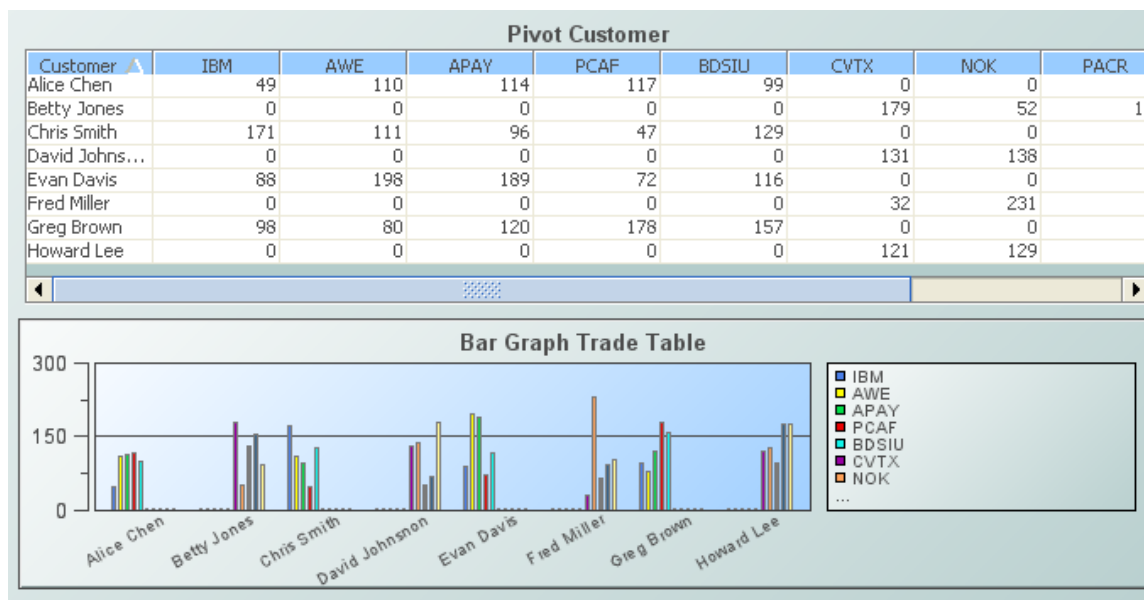 Pivot Customer
Customer IBM AWE APAY PCAF BDSIU CVTX NOK PACR
Alice Chen 49 110 114 117 99 0 0
Betty Jones 0 0 0 0 0 179 52 1
Chris Smith 171 111 96 47 129 0 0
David Johns... 0 0 0 0 0 131 138
Evan Davis 88 198 189 72 116 0 0
Fred Miller 0 0 0 0 0 32 231
Greg Brown 98 80 120 178 157 0 0
Howard Lee 0 0 0 0 0 121 129
Bar Graph Trade Table
300
150
0
Alice Chen
Betty Jones
Chris Smith
David Johnsnon
Evan Davis
Fred Miller
Greg Brown
Howard Lee
IBM
AWE
APAY
PCAF
BDSIU
CVTX
NOK
...